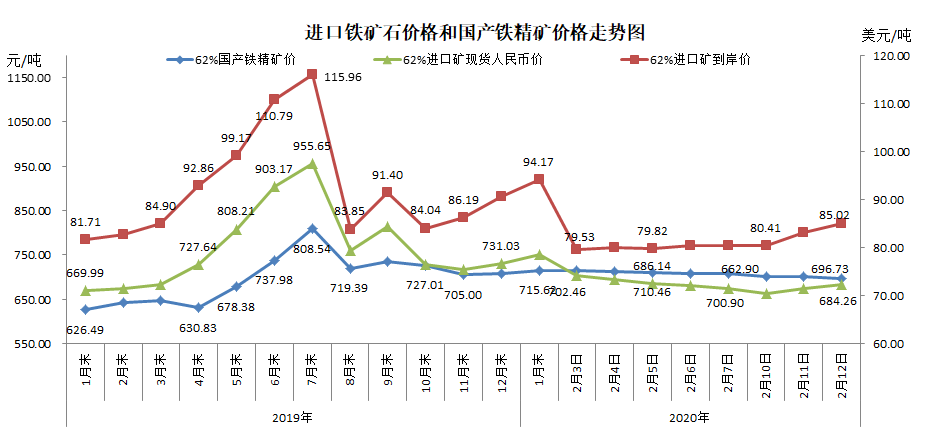 进口铁矿石价格和国产铁精矿价格走势图
元/吨
美元/吨
62%国产铁精矿价 62%进口矿现货人民币价 62%进口矿到岸价
1150.00
1050.00
950.00
850.00
750.00
650.00
550.00
120.00
110.00
100.00
90.00
80.00
70.00
60.00
81.71 84.90 92.86 99.17 110.79 115.96 83.85 91.40 84.04 86.19 94.17 79.53 79.82 80.41 85.02
669.99 727.64 808.21 903.17 955.65 727.01 731.03 702.46 686.14 662.90 684.26
626.49 630.83 678.38 737.98 808.54 719.39 705.00 715.62 710.46 700.90 696.73
1月末 2月末 3月末 4月末 5月末 6月末 7月末 8月末 9月末 10月末 11月末 12月末 1月末 2月3日 2月4日 2月5日 2月6日 2月7日 2月10日 2月11日 2月12日
2019年 2020年